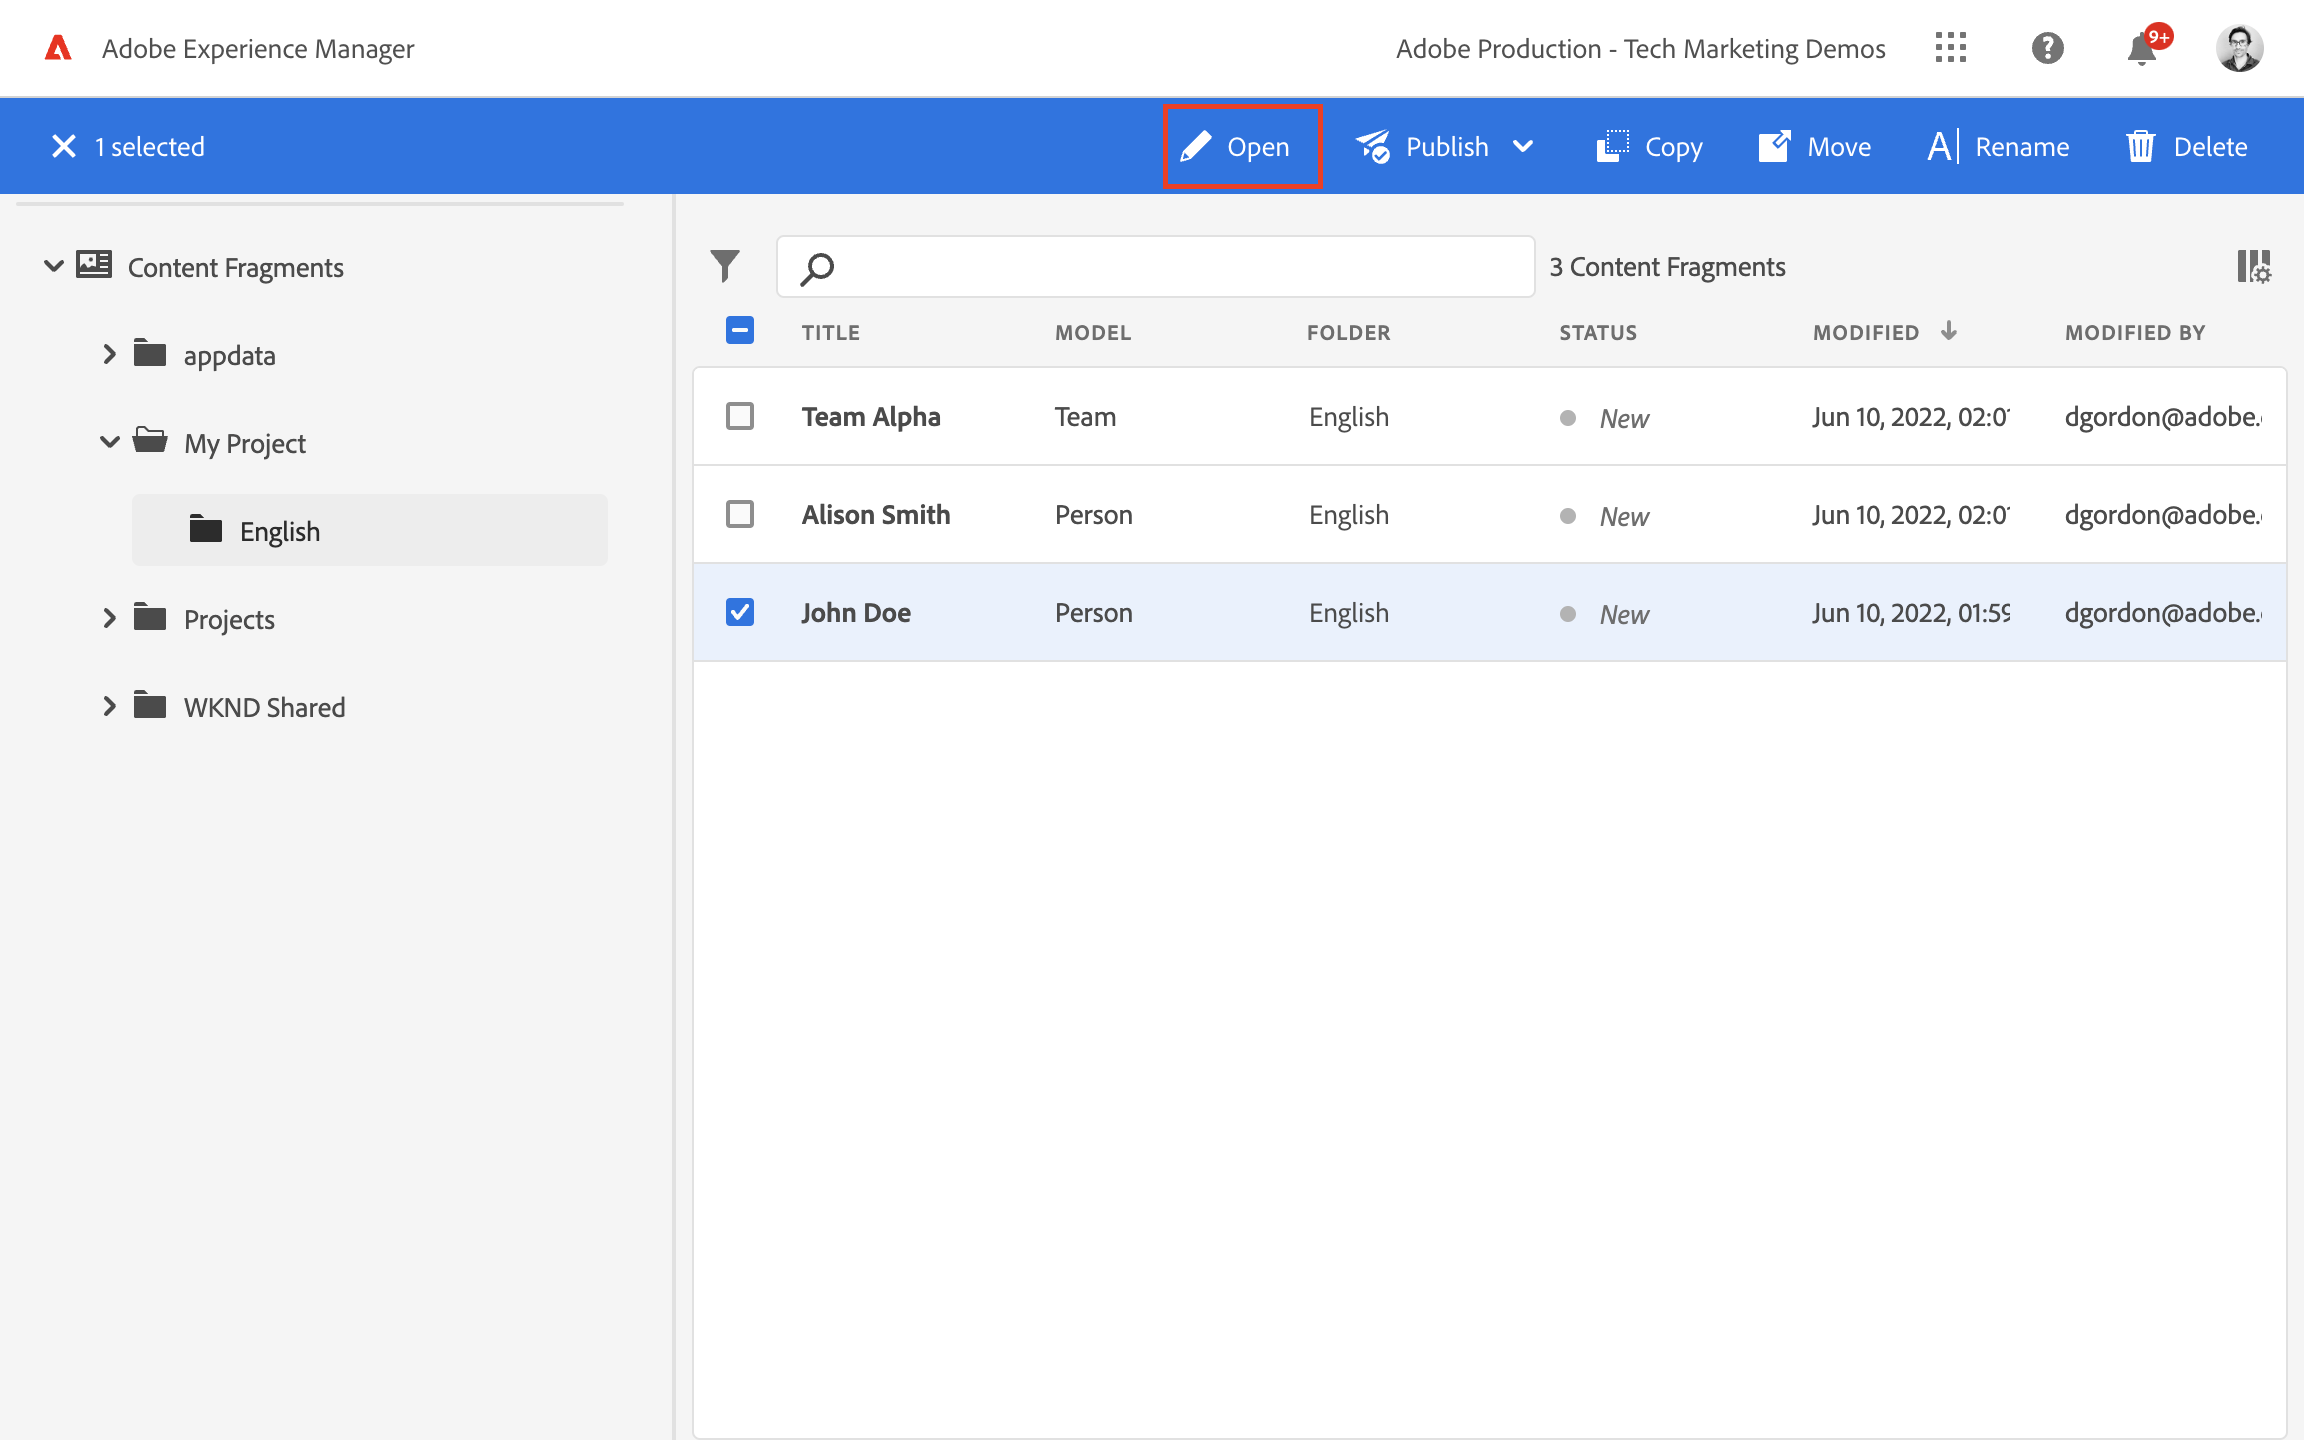 Adobe Experience Manager
Adobe Production - Tech Marketing Demos
9+
1 selected
Open
Publish
Copy
Move
Rename
Delete
Content Fragments
appdata
My Project
English
Projects
WKND Shared
3 Content Fragments
TITLE MODEL FOLDER STATUS MODIFIED MODIFIED BY
Team Alpha Team English New Jun 10, 2022, 02:01 dgordon@adobe.
Alison Smith Person English New Jun 10, 2022, 02:01 dgordon@adobe.
John Doe Person English New Jun 10, 2022, 01:59 dgordon@adobe.